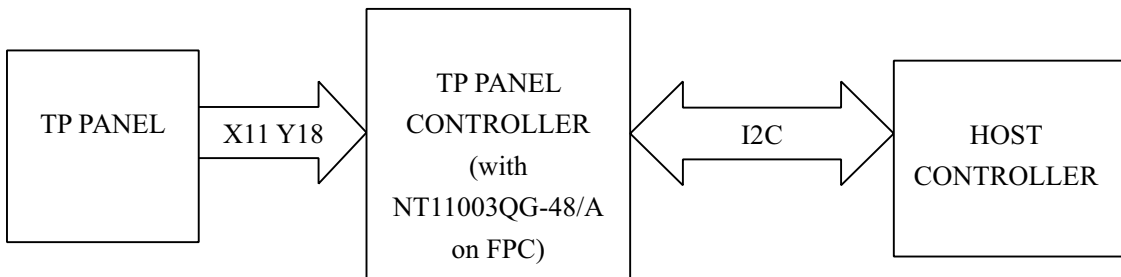 TP PANEL
X11 Y18
TP PANEL
CONTROLLER
(with
NT11003QG-48/A
on FPC)
I2C
HOST
CONTROLLER